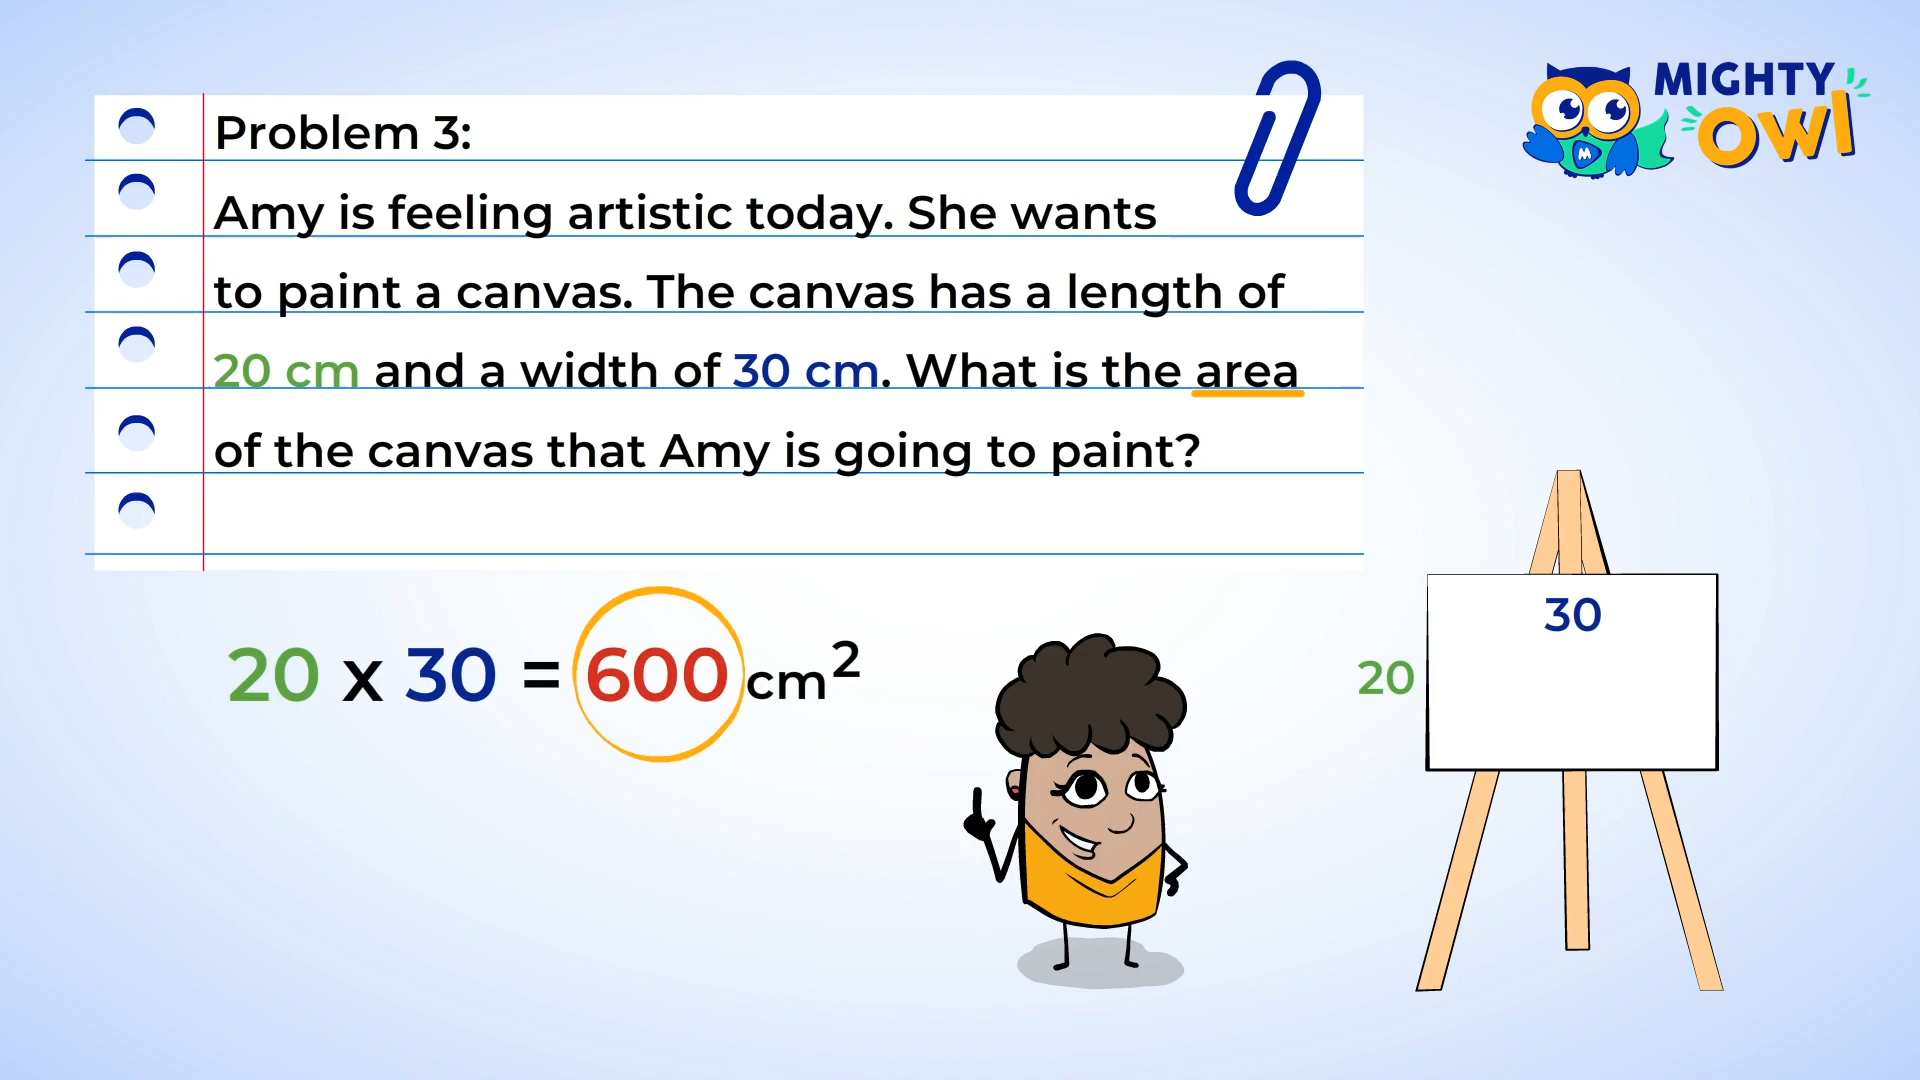 MIGHTY
OWl
Problem 3:
Amy is feeling artistic today. She wants
to paint a canvas. The canvas has a length of
20 cm and a width of 30 cm. What is the area
of the canvas that Amy is going to paint?
20 x 30 = 600 cm²
30
20
M